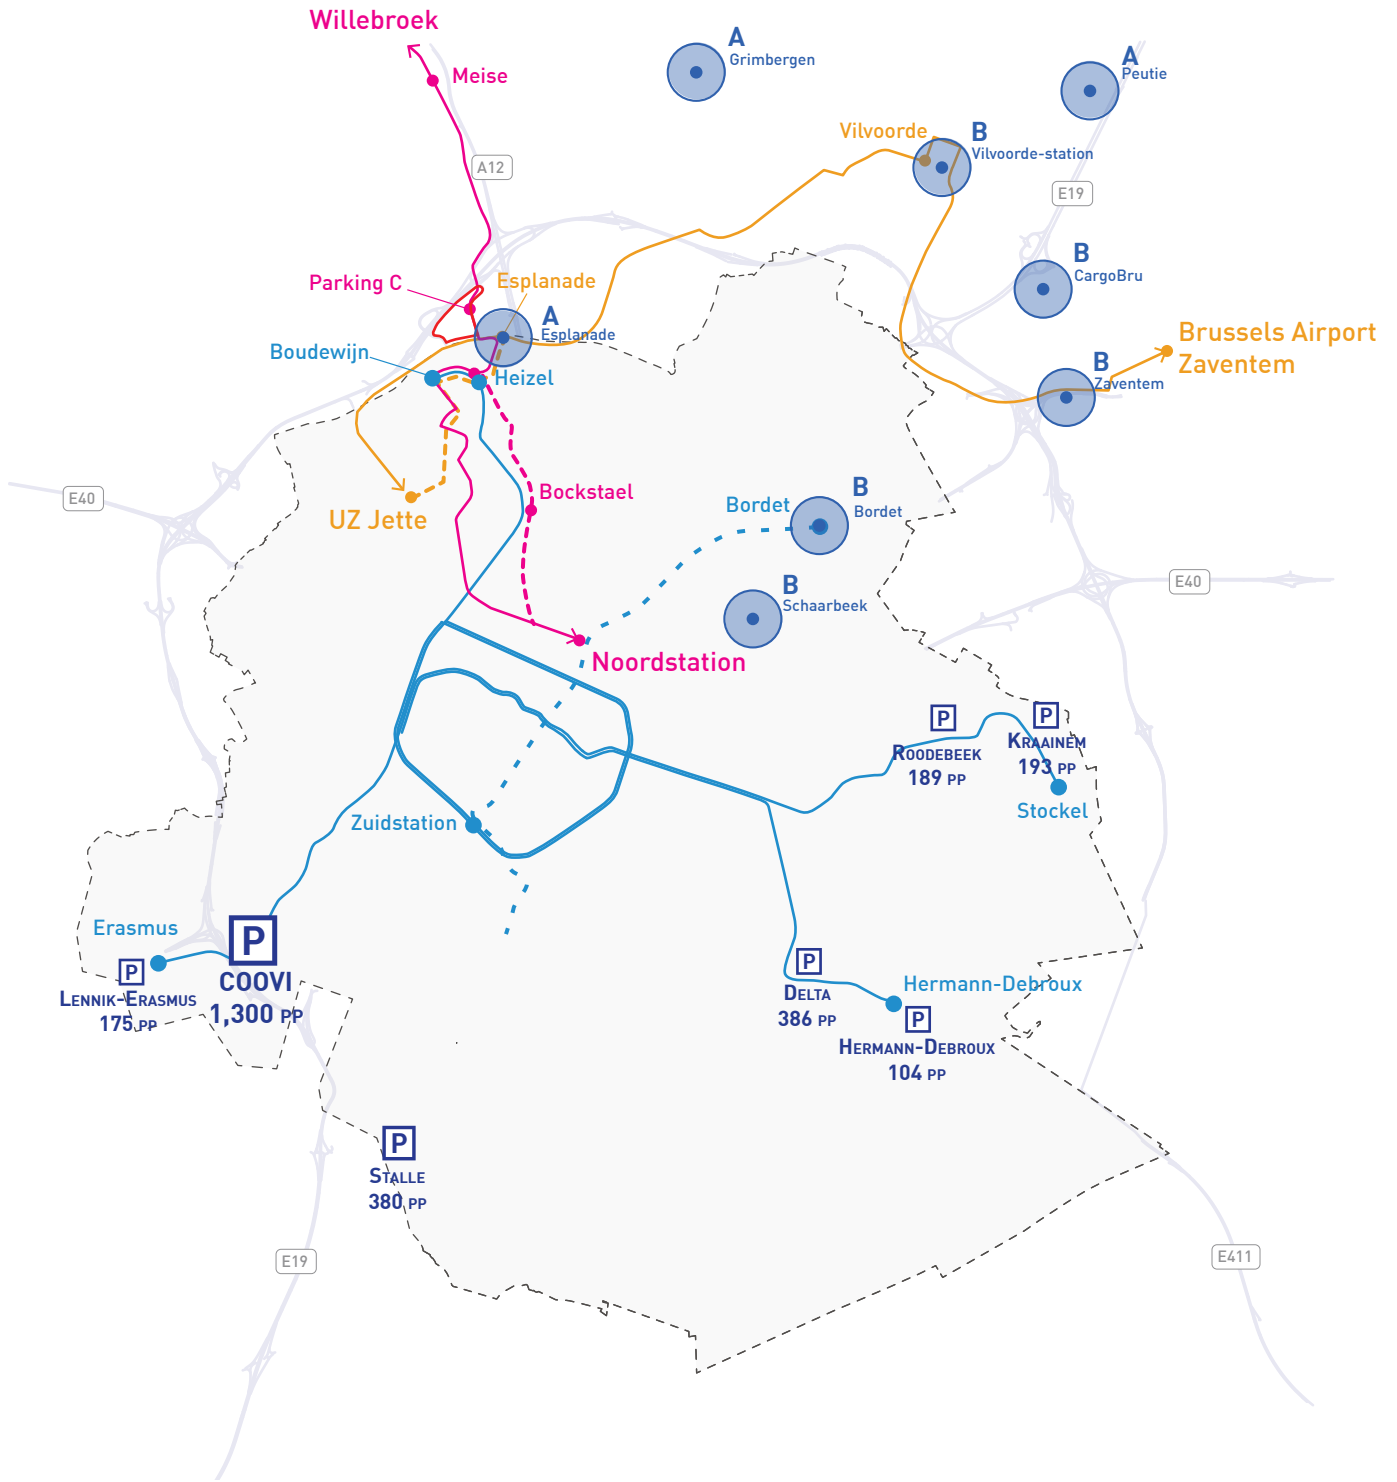 Willebroek
Meise
A
Grimbergen
A
Peutie
Vilvoorde
B
Vilvoorde-station
A12
E19
B
CargoBru
Parking C
Esplanade
A
Esplanade
Boudewijn
Heizel
Brussels Airport
Zaventem
B
Zaventem
E40
UZ Jette
Bockstael
Bordet
B
Bordet
E40
B
Schaarbeek
Noordstation
P
Roodebeek
189 PP
P
Kraainem
193 PP
Stockel
Zuidstation
Erasmus
P
Lennik-Erasmus
175 PP
P
COOVI
1,300 PP
P
Delta
386 PP
Hermann-Debroux
P
Hermann-Debroux
104 PP
P
Stalle
380 PP
E19
E411